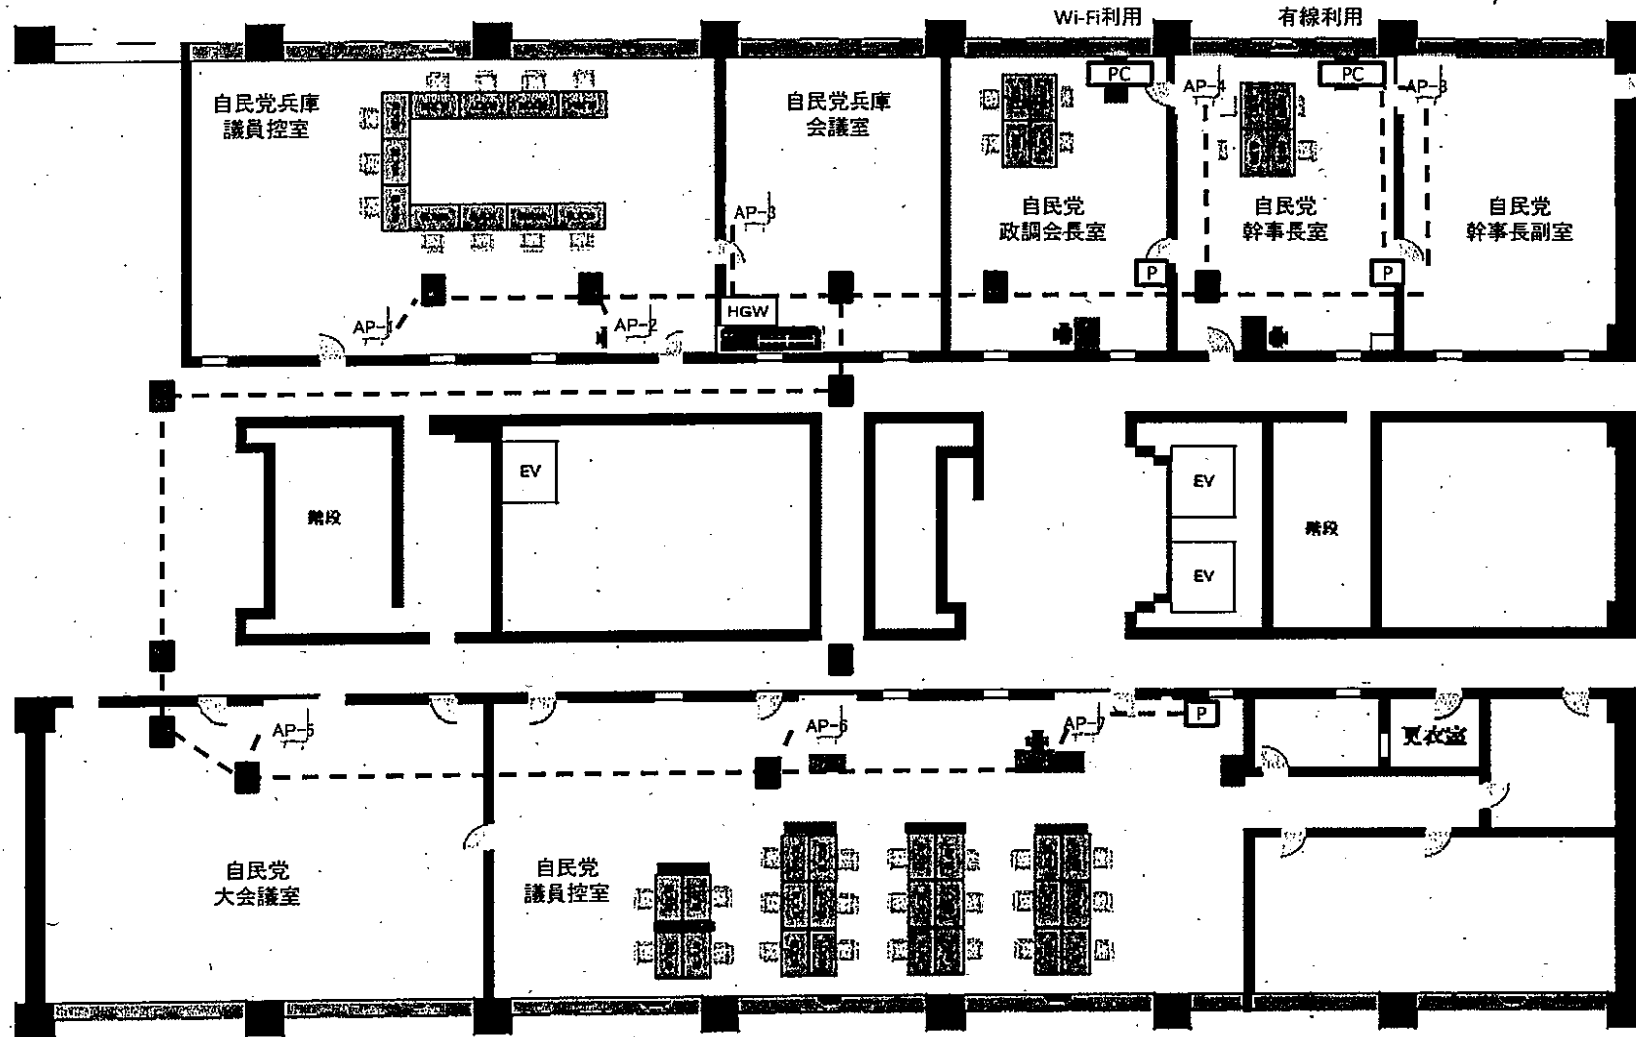 Wi-Fi利用
有線利用
PC
PC
自民党兵庫
議員控室
自民党兵庫
会議室
AP-4
AP-3
AP-3
自民党
政調会長室
自民党
幹事長室
自民党
幹事長副室
P
P
HGW
AP-1
AP-2
EV
EV
階段
階段
EV
AP-5
AP-6
AP-7
P
更衣室
自民党
大会議室
自民党
議員控室